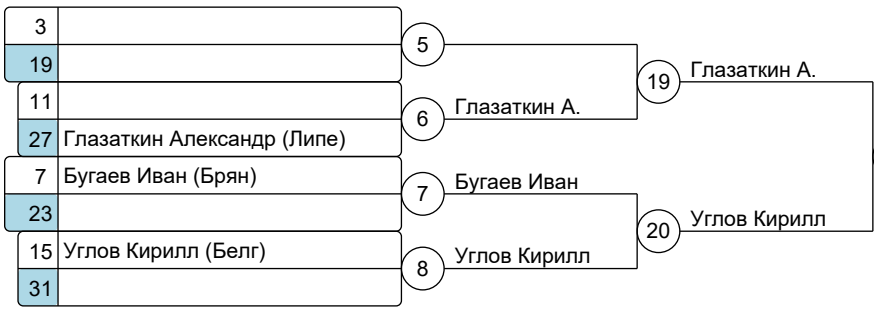 3
5
19
Глазаткин А.
19
11
Глазаткин А.
6
27 Глазаткин Александр (Липе)
7 Бугаев Иван (Брян)
Бугаев Иван
7
23
Углов Кирилл
20
15 Углов Кирилл (Белг)
Углов Кирилл
8
31